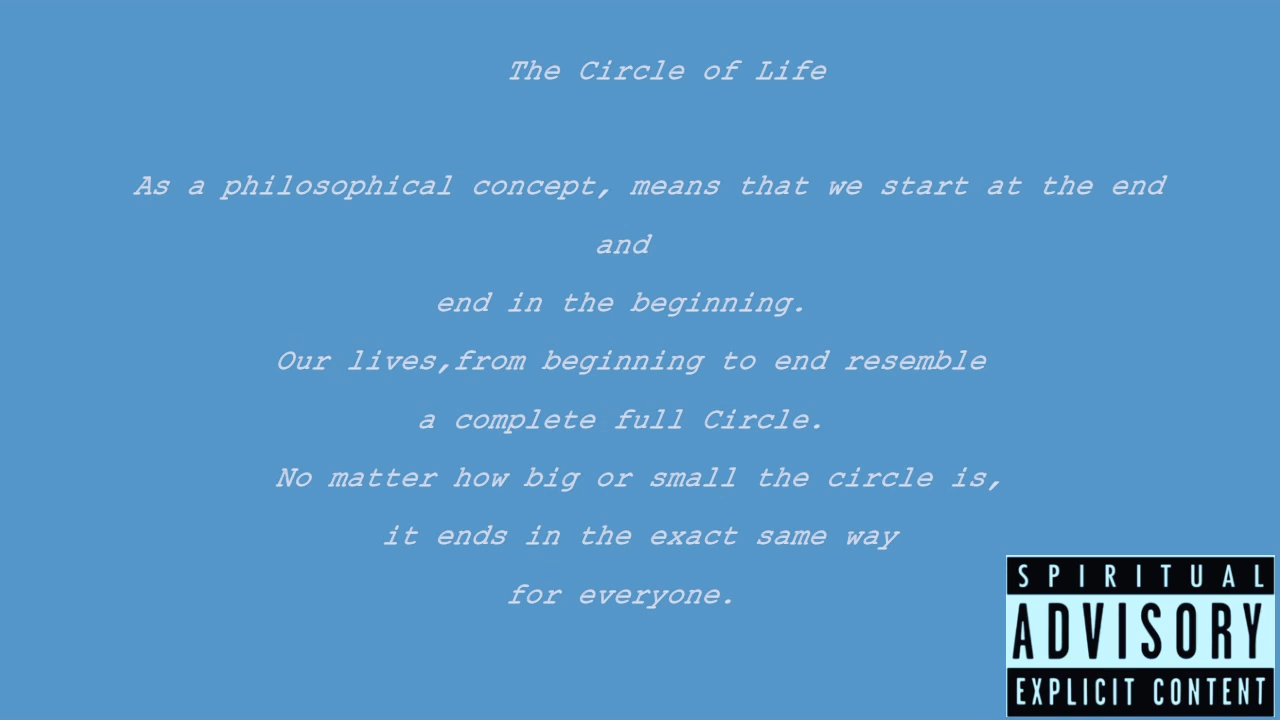 The Circle of Life
As a philosophical concept, means that we start at the end
and
end in the beginning.
Our lives,from beginning to end resemble
a complete full Circle.
No matter how big or small the circle is,
it ends in the exact same way
for everyone.
SPIRITUAL
ADVISORY
EXPLICIT CONTENT